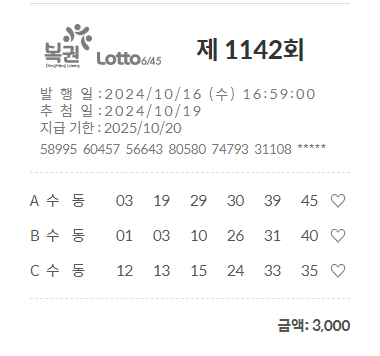 복권 Lotto6/45
DongHang Lottery
제 1142회
발 행 일 : 2024/10/16 (수) 16:59:00
추 첨 일 : 2024/10/19
지급 기한 : 2025/10/20
58995 60457 56643 80580 74793 31108 *****
A 수 동 03 19 29 30 39 45 ♡
B 수 동 01 03 10 26 31 40 ♡
C 수 동 12 13 15 24 33 35 ♡
금액: 3,000